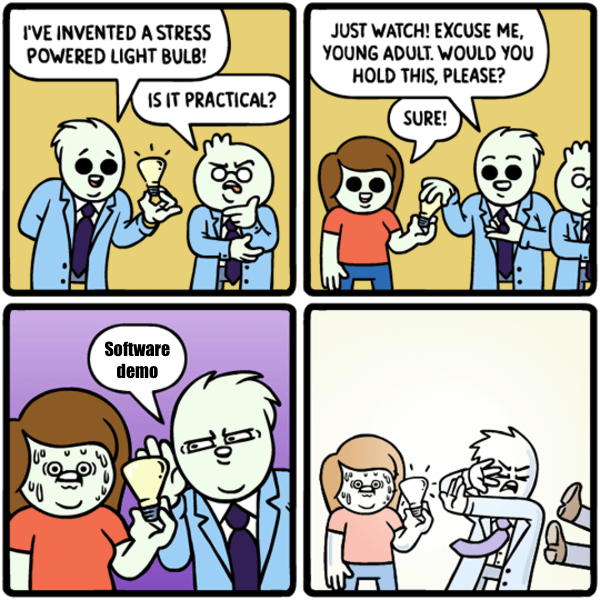 I'VE INVENTED A STRESS
POWERED LIGHT BULB!
IS IT PRACTICAL?
JUST WATCH! EXCUSE ME,
YOUNG ADULT. WOULD YOU
HOLD THIS, PLEASE?
SURE!
Software
demo